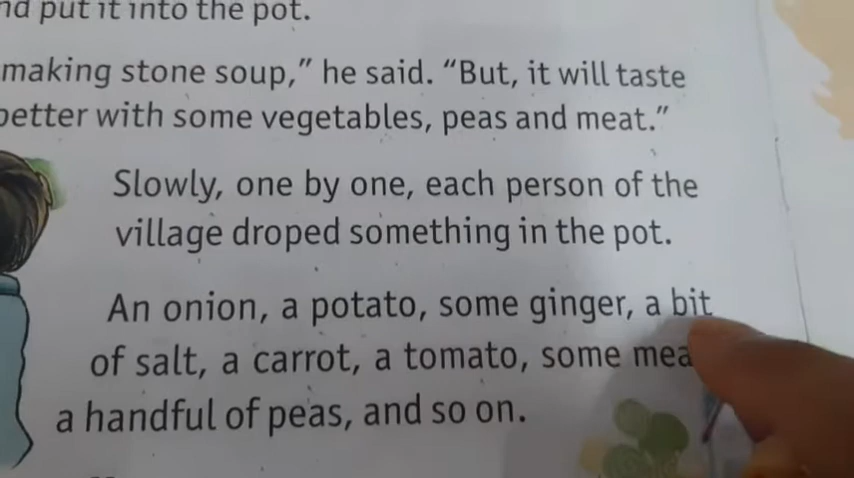 nd put it into the pot.
making stone soup,” he said. “But, it will taste
better with some vegetables, peas and meat.”
Slowly, one by one, each person of the
village droped something in the pot.
An onion, a potato, some ginger, a bit
of salt, a carrot, a tomato, some mea
a handful of peas, and so on.